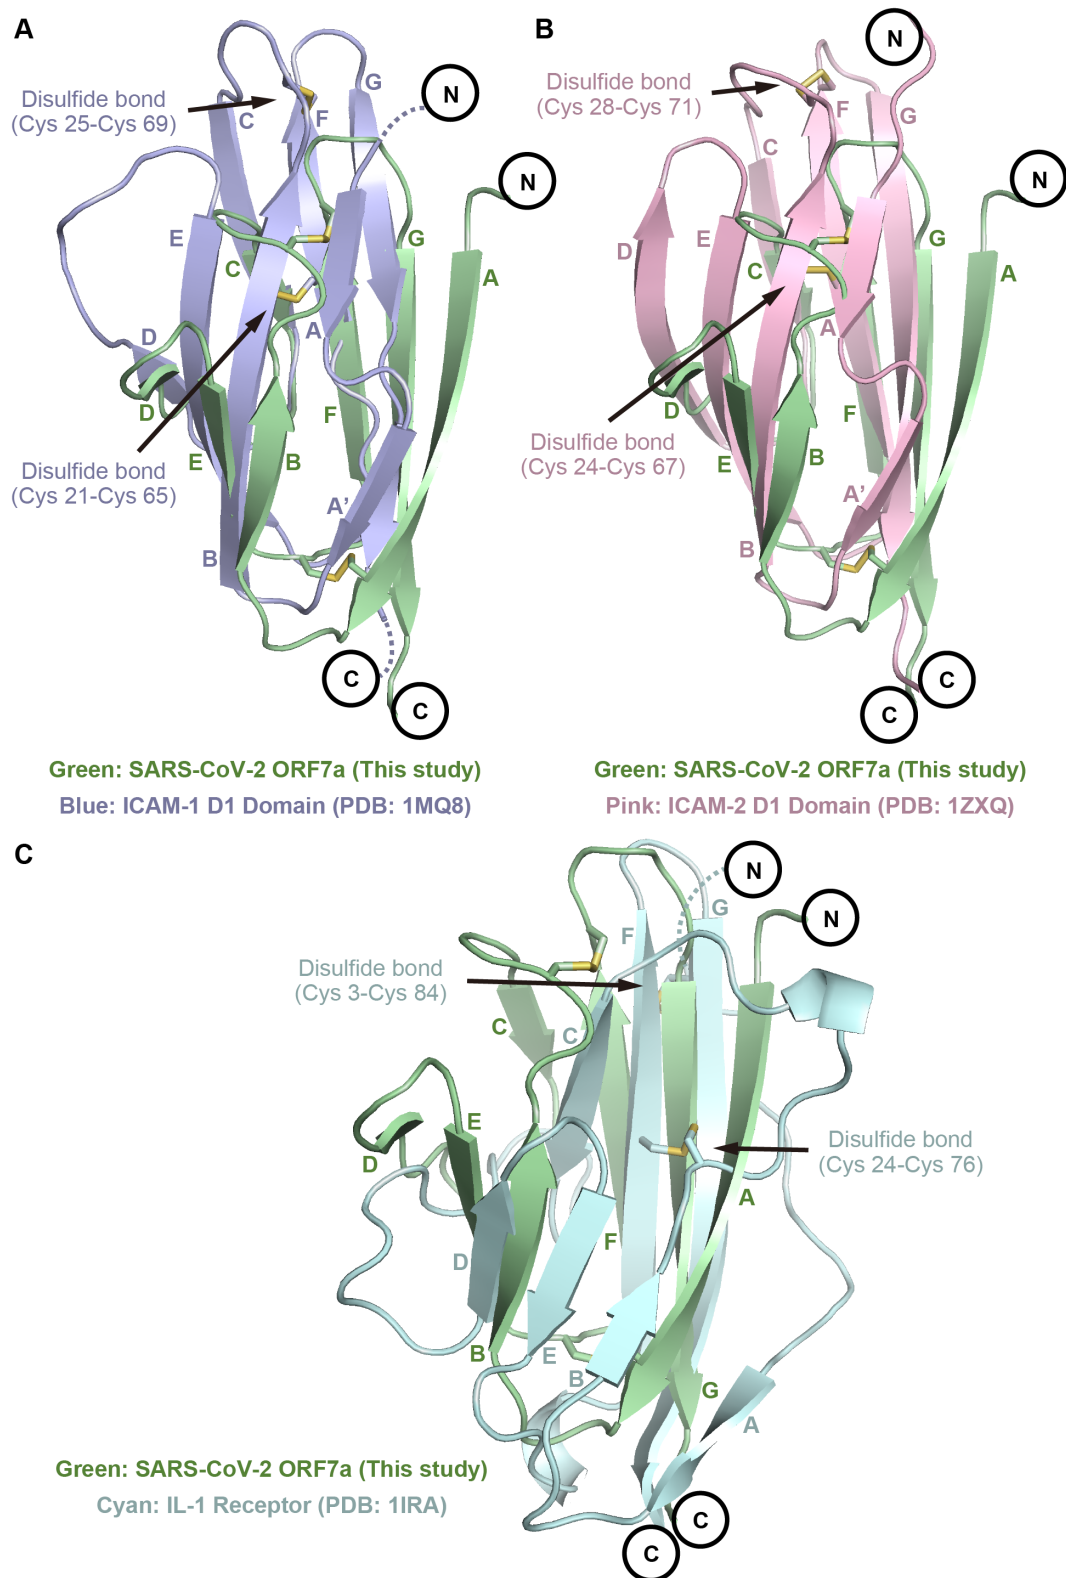 A
N
G
C
F
Disulfide bond
(Cys 25-Cys 69)
N
E
G
C
A
A
D
D
F
E
B
Disulfide bond
(Cys 21-Cys 65)
A'
B
C
C
Green: SARS-CoV-2 ORF7a (This study)
Blue: ICAM-1 D1 Domain (PDB: 1MQ8)
B
N
Disulfide bond
(Cys 28-Cys 71)
F
G
C
N
D
E
G
C
A
A
D
F
Disulfide bond
(Cys 24-Cys 67)
E
B
A'
B
C
C
Green: SARS-CoV-2 ORF7a (This study)
Pink: ICAM-2 D1 Domain (PDB: 1ZXQ)
C
N
G
N
F
Disulfide bond
(Cys 3-Cys 84)
C
C
E
D
Disulfide bond
(Cys 24-Cys 76)
A
F
D
B
E
B
G
A
Green: SARS-CoV-2 ORF7a (This study)
Cyan: IL-1 Receptor (PDB: 1IRA)
C
C